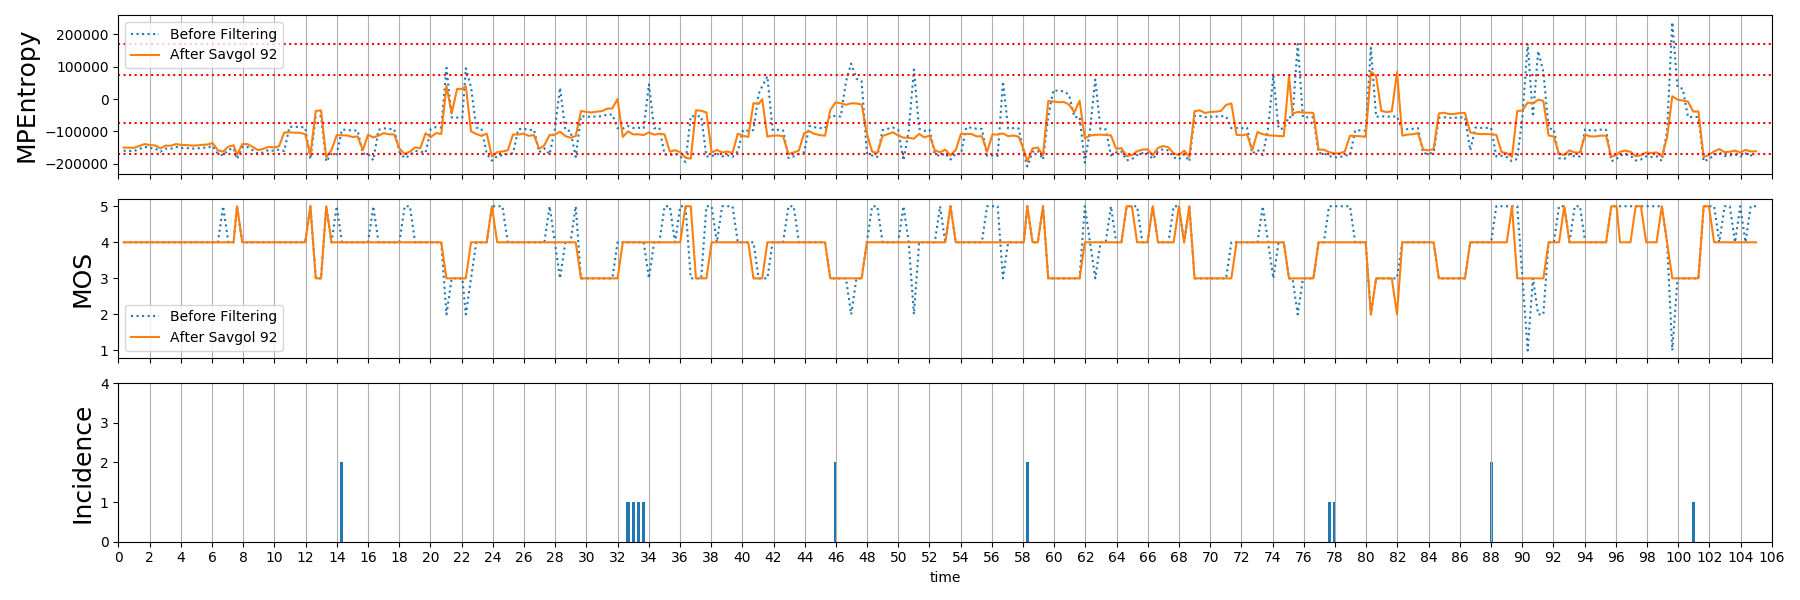 MPEntropy
200000
100000
0
−100000
−200000
Before Filtering
After Savgol 92
MOS
5
4
3
2
1
Before Filtering
After Savgol 92
Incidence
4
3
2
1
0
0 2 4 6 8 10 12 14 16 18 20 22 24 26 28 30 32 34 36 38 40 42 44 46 48 50 52 54 56 58 60 62 64 66 68 70 72 74 76 78 80 82 84 86 88 90 92 94 96 98 100 102 104 106
time